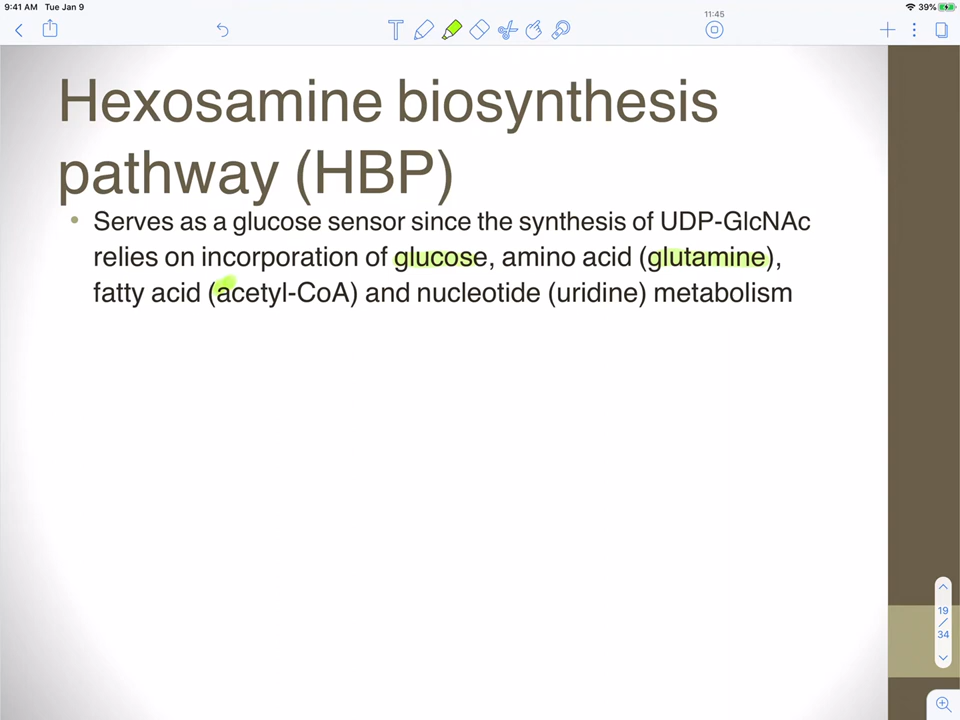 9:41 AM Tue Jan 9
39%
11:45
T
Hexosamine biosynthesis
pathway (HBP)
• Serves as a glucose sensor since the synthesis of UDP-GlcNAc
relies on incorporation of glucose, amino acid (glutamine),
fatty acid (acetyl-CoA) and nucleotide (uridine) metabolism
19
/
34